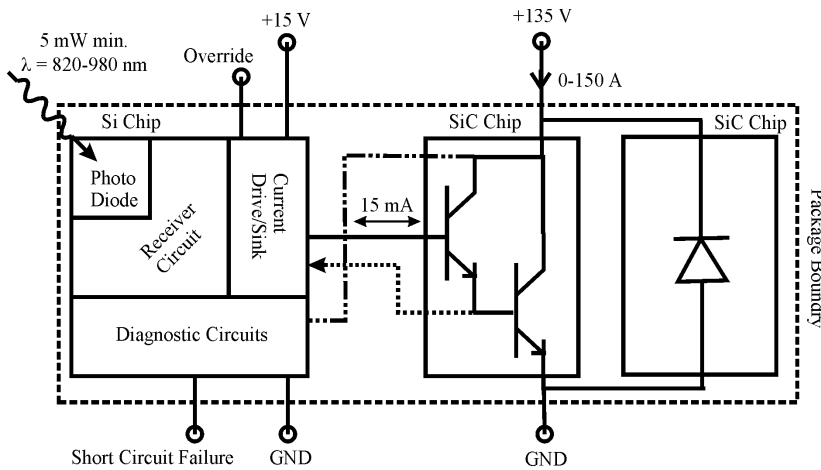 +15 V
+135 V
5 mW min.
λ = 820-980 nm
Override
0-150 A
Si Chip
SiC Chip
SiC Chip
Photo
Diode
Receiver
Circuit
Current
Drive/Sink
15 mA
Diagnostic Circuits
Package Boundry
Short Circuit Failure
GND
GND